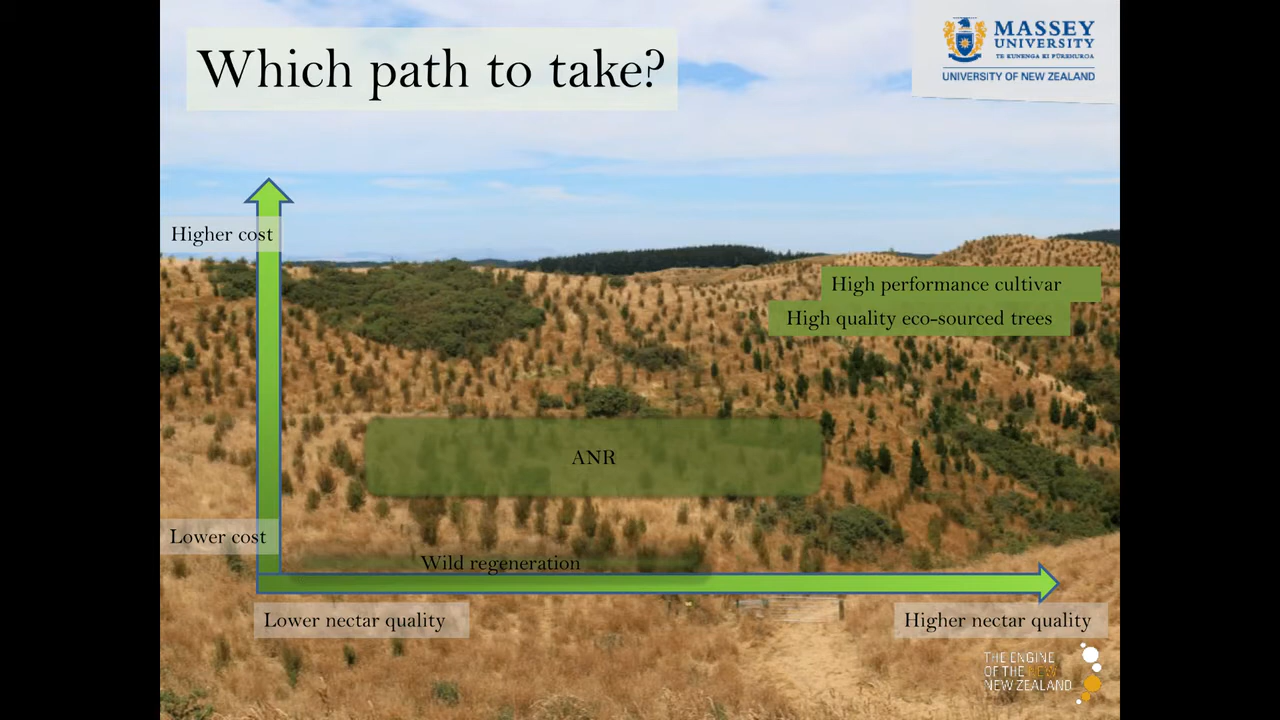 Which path to take?
MASSEY
UNIVERSITY
TE KUNENGA KI PŪREHUROA
UNIVERSITY OF NEW ZEALAND
Higher cost
High performance cultivar
High quality eco-sourced trees
ANR
Lower cost
Wild regeneration
Lower nectar quality
Higher nectar quality
THE ENGINE
OF THE NEW
NEW ZEALAND